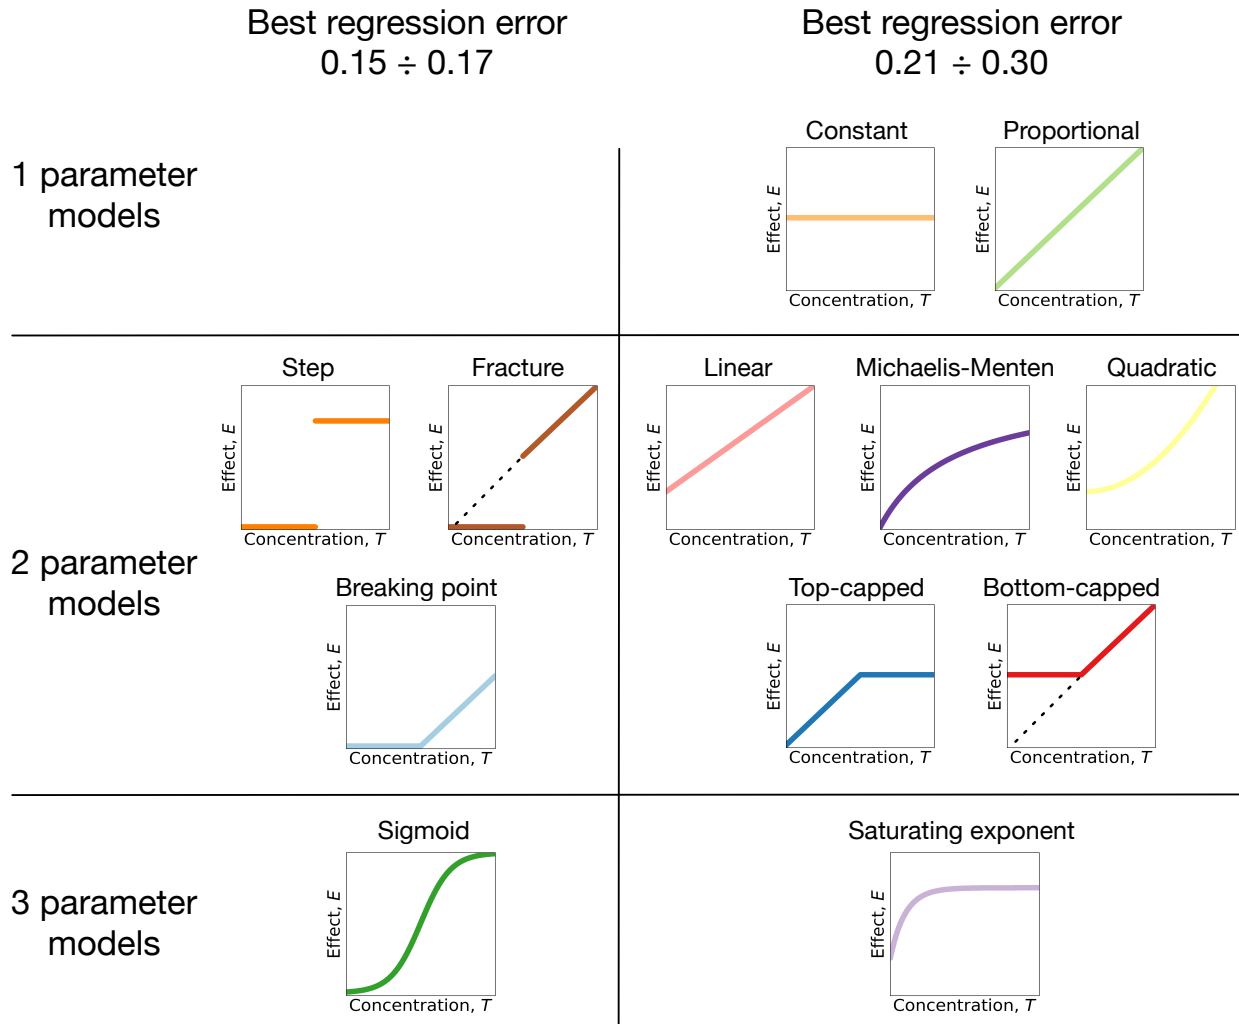 Best regression error
0.15 ÷ 0.17
Best regression error
0.21 ÷ 0.30
1 parameter
models
Constant
Effect, E
Concentration, T
Proportional
Effect, E
Concentration, T
2 parameter
models
Step
Effect, E
Concentration, T
Fracture
Effect, E
Concentration, T
Breaking point
Effect, E
Concentration, T
Linear
Effect, E
Concentration, T
Michaelis-Menten
Effect, E
Concentration, T
Quadratic
Effect, E
Concentration, T
Top-capped
Effect, E
Concentration, T
Bottom-capped
Effect, E
Concentration, T
3 parameter
models
Sigmoid
Effect, E
Concentration, T
Saturating exponent
Effect, E
Concentration, T